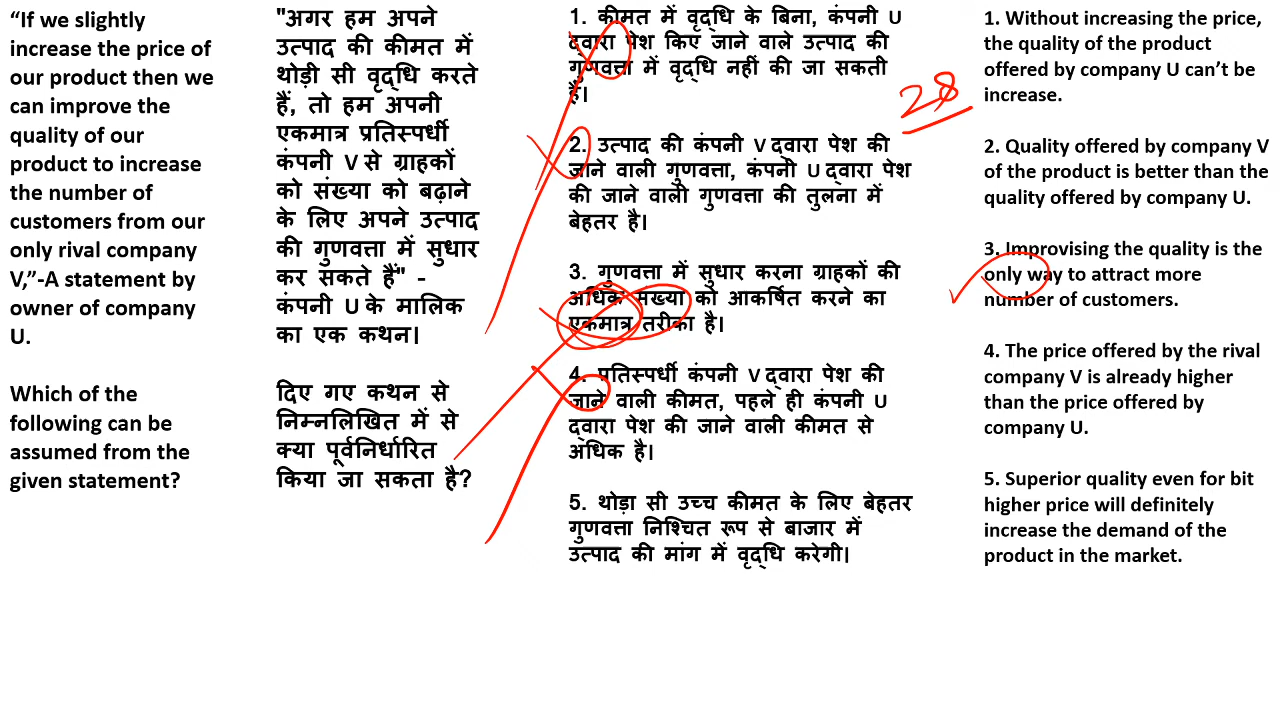 “If we slightly
increase the price of
our product then we
can improve the
quality of our
product to increase
the number of
customers from our
only rival company
V,”-A statement by
owner of company
U.
Which of the
following can be
assumed from the
given statement?
"अगर हम अपने
उत्पाद की कीमत में
थोड़ी सी वृद्धि करते
हैं, तो हम अपनी
एकमात्र प्रतिस्पर्धी
कंपनी V से ग्राहकों
को संख्या को बढ़ाने
के लिए अपने उत्पाद
की गुणवत्ता में सुधार
कर सकते हैं" -
कंपनी U के मालिक
का एक कथन।
दिए गए कथन से
निम्नलिखित में से
क्या पूर्वनिर्धारित
किया जा सकता है?
1. कीमत में वृद्धि के बिना, कंपनी U
द्वारा पेश किए जाने वाले उत्पाद की
गुणवत्ता में वृद्धि नहीं की जा सकती
है।
2. उत्पाद की कंपनी V द्वारा पेश की
जाने वाली गुणवत्ता, कंपनी U द्वारा पेश
की जाने वाली गुणवत्ता की तुलना में
बेहतर है।
3. गुणवत्ता में सुधार करना ग्राहकों की
अधिक संख्या को आकर्षित करने का
एकमात्र तरीका है।
4. प्रतिस्पर्धी कंपनी V द्वारा पेश की
जाने वाली कीमत, पहले ही कंपनी U
द्वारा पेश की जाने वाली कीमत से
अधिक है।
5. थोड़ा सी उच्च कीमत के लिए बेहतर
गुणवत्ता निश्चित रूप से बाजार में
उत्पाद की मांग में वृद्धि करेगी।
28
1. Without increasing the price,
the quality of the product
offered by company U can’t be
increase.
2. Quality offered by company V
of the product is better than the
quality offered by company U.
3. Improvising the quality is the
only way to attract more
number of customers.
4. The price offered by the rival
company V is already higher
than the price offered by
company U.
5. Superior quality even for bit
higher price will definitely
increase the demand of the
product in the market.